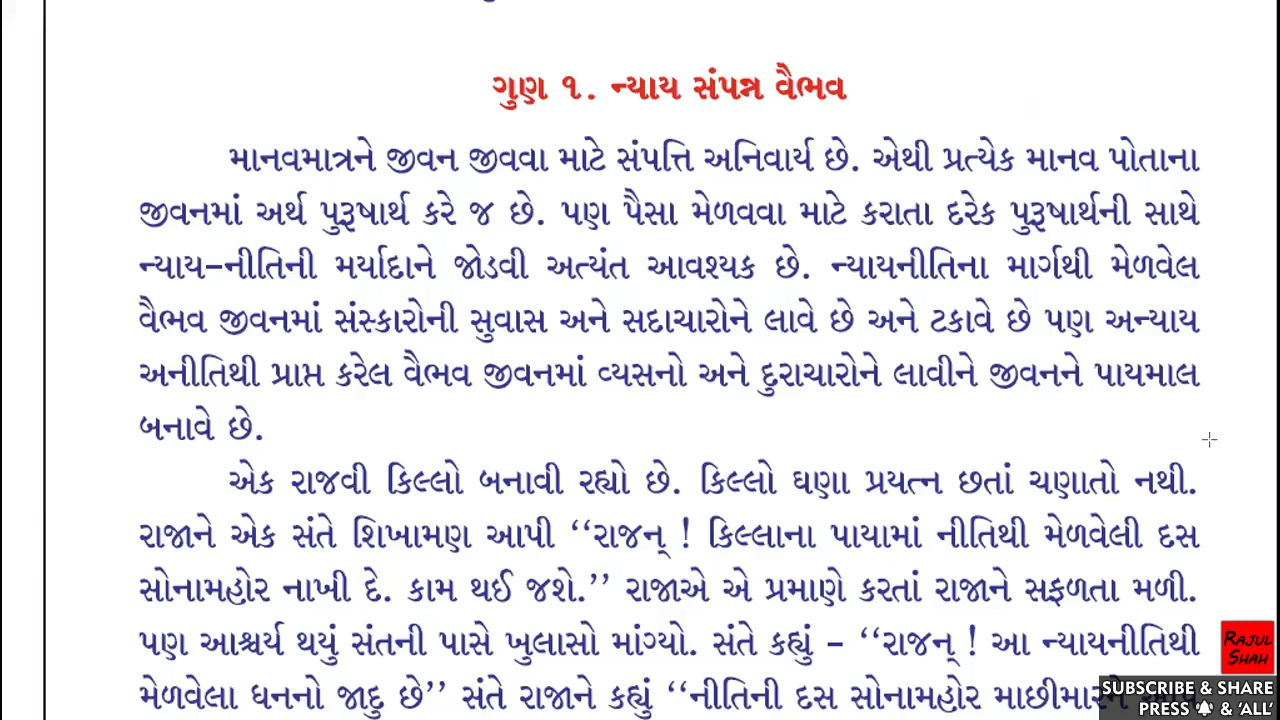 ગુણ ૧. ન્યાય સંપન્ન વૈભવ
માનવમાત્રને જીવન જીવવા માટે સંપત્તિ અનિવાર્ય છે. એથી પ્રત્યેક માનવ પોતાના
જીવનમાં અર્થ પુરૂષાર્થ કરે જ છે. પણ પૈસા મેળવવા માટે કરાતા દરેક પુરૂષાર્થની સાથે
ન્યાય-નીતિની મર્યાદાને જોડવી અત્યંત આવશ્યક છે. ન્યાયનીતિના માર્ગથી મેળવેલ
વૈભવ જીવનમાં સંસ્કારોની સુવાસ અને સદાચારોને લાવે છે અને ટકાવે છે પણ અન્યાય
અનીતિથી પ્રાપ્ત કરેલ વૈભવ જીવનમાં વ્યસનો અને દુરાચારોને લાવીને જીવનને પાયમાલ
બનાવે છે.
એક રાજવી કિલ્લો બનાવી રહ્યો છે. કિલ્લો ઘણા પ્રયત્ન છતાં ચણાતો નથી.
રાજાને એક સંતે શિખામણ આપી “રાજન્ ! કિલ્લાના પાયામાં નીતિથી મેળવેલી દસ
સોનામહોર નાખી દે. કામ થઈ જશે.” રાજાએ એ પ્રમાણે કરતાં રાજાને સફળતા મળી.
પણ આશ્ચર્ય થયું સંતની પાસે ખુલાસો માંગ્યો. સંતે કહ્યું - “રાજન્ ! આ ન્યાયનીતિથી
મેળવેલા ધનનો જાદુ છે” સંતે રાજાને કહ્યું “નીતિની દસ સોનામહોર માછીમારને
RAJUL
SHAH
SUBSCRIBE & SHARE
PRESS & 'ALL'